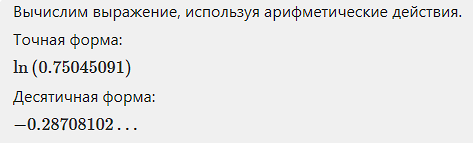 Вычислим выражение, используя арифметические действия.
Точная форма:
ln (0.75045091)
Десятичная форма:
−0.28708102…